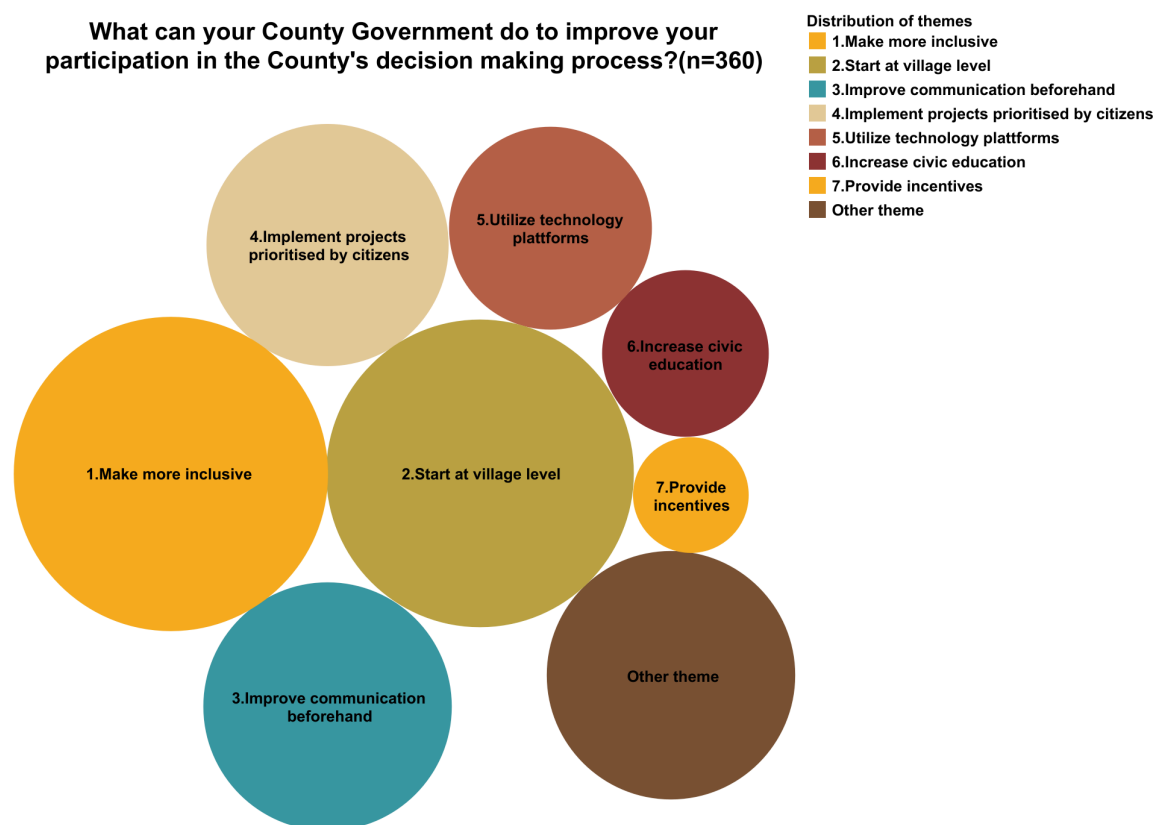 What can your County Government do to improve your
participation in the County's decision making process?(n=360)
Distribution of themes
1.Make more inclusive
2.Start at village level
3.Improve communication beforehand
4.Implement projects prioritised by citizens
5.Utilize technology plattforms
6.Increase civic education
7.Provide incentives
Other theme
4.Implement projects
prioritised by citizens
5.Utilize technology
plattforms
6.Increase civic
education
1.Make more inclusive
2.Start at village level
7.Provide
incentives
3.Improve communication
beforehand
Other theme